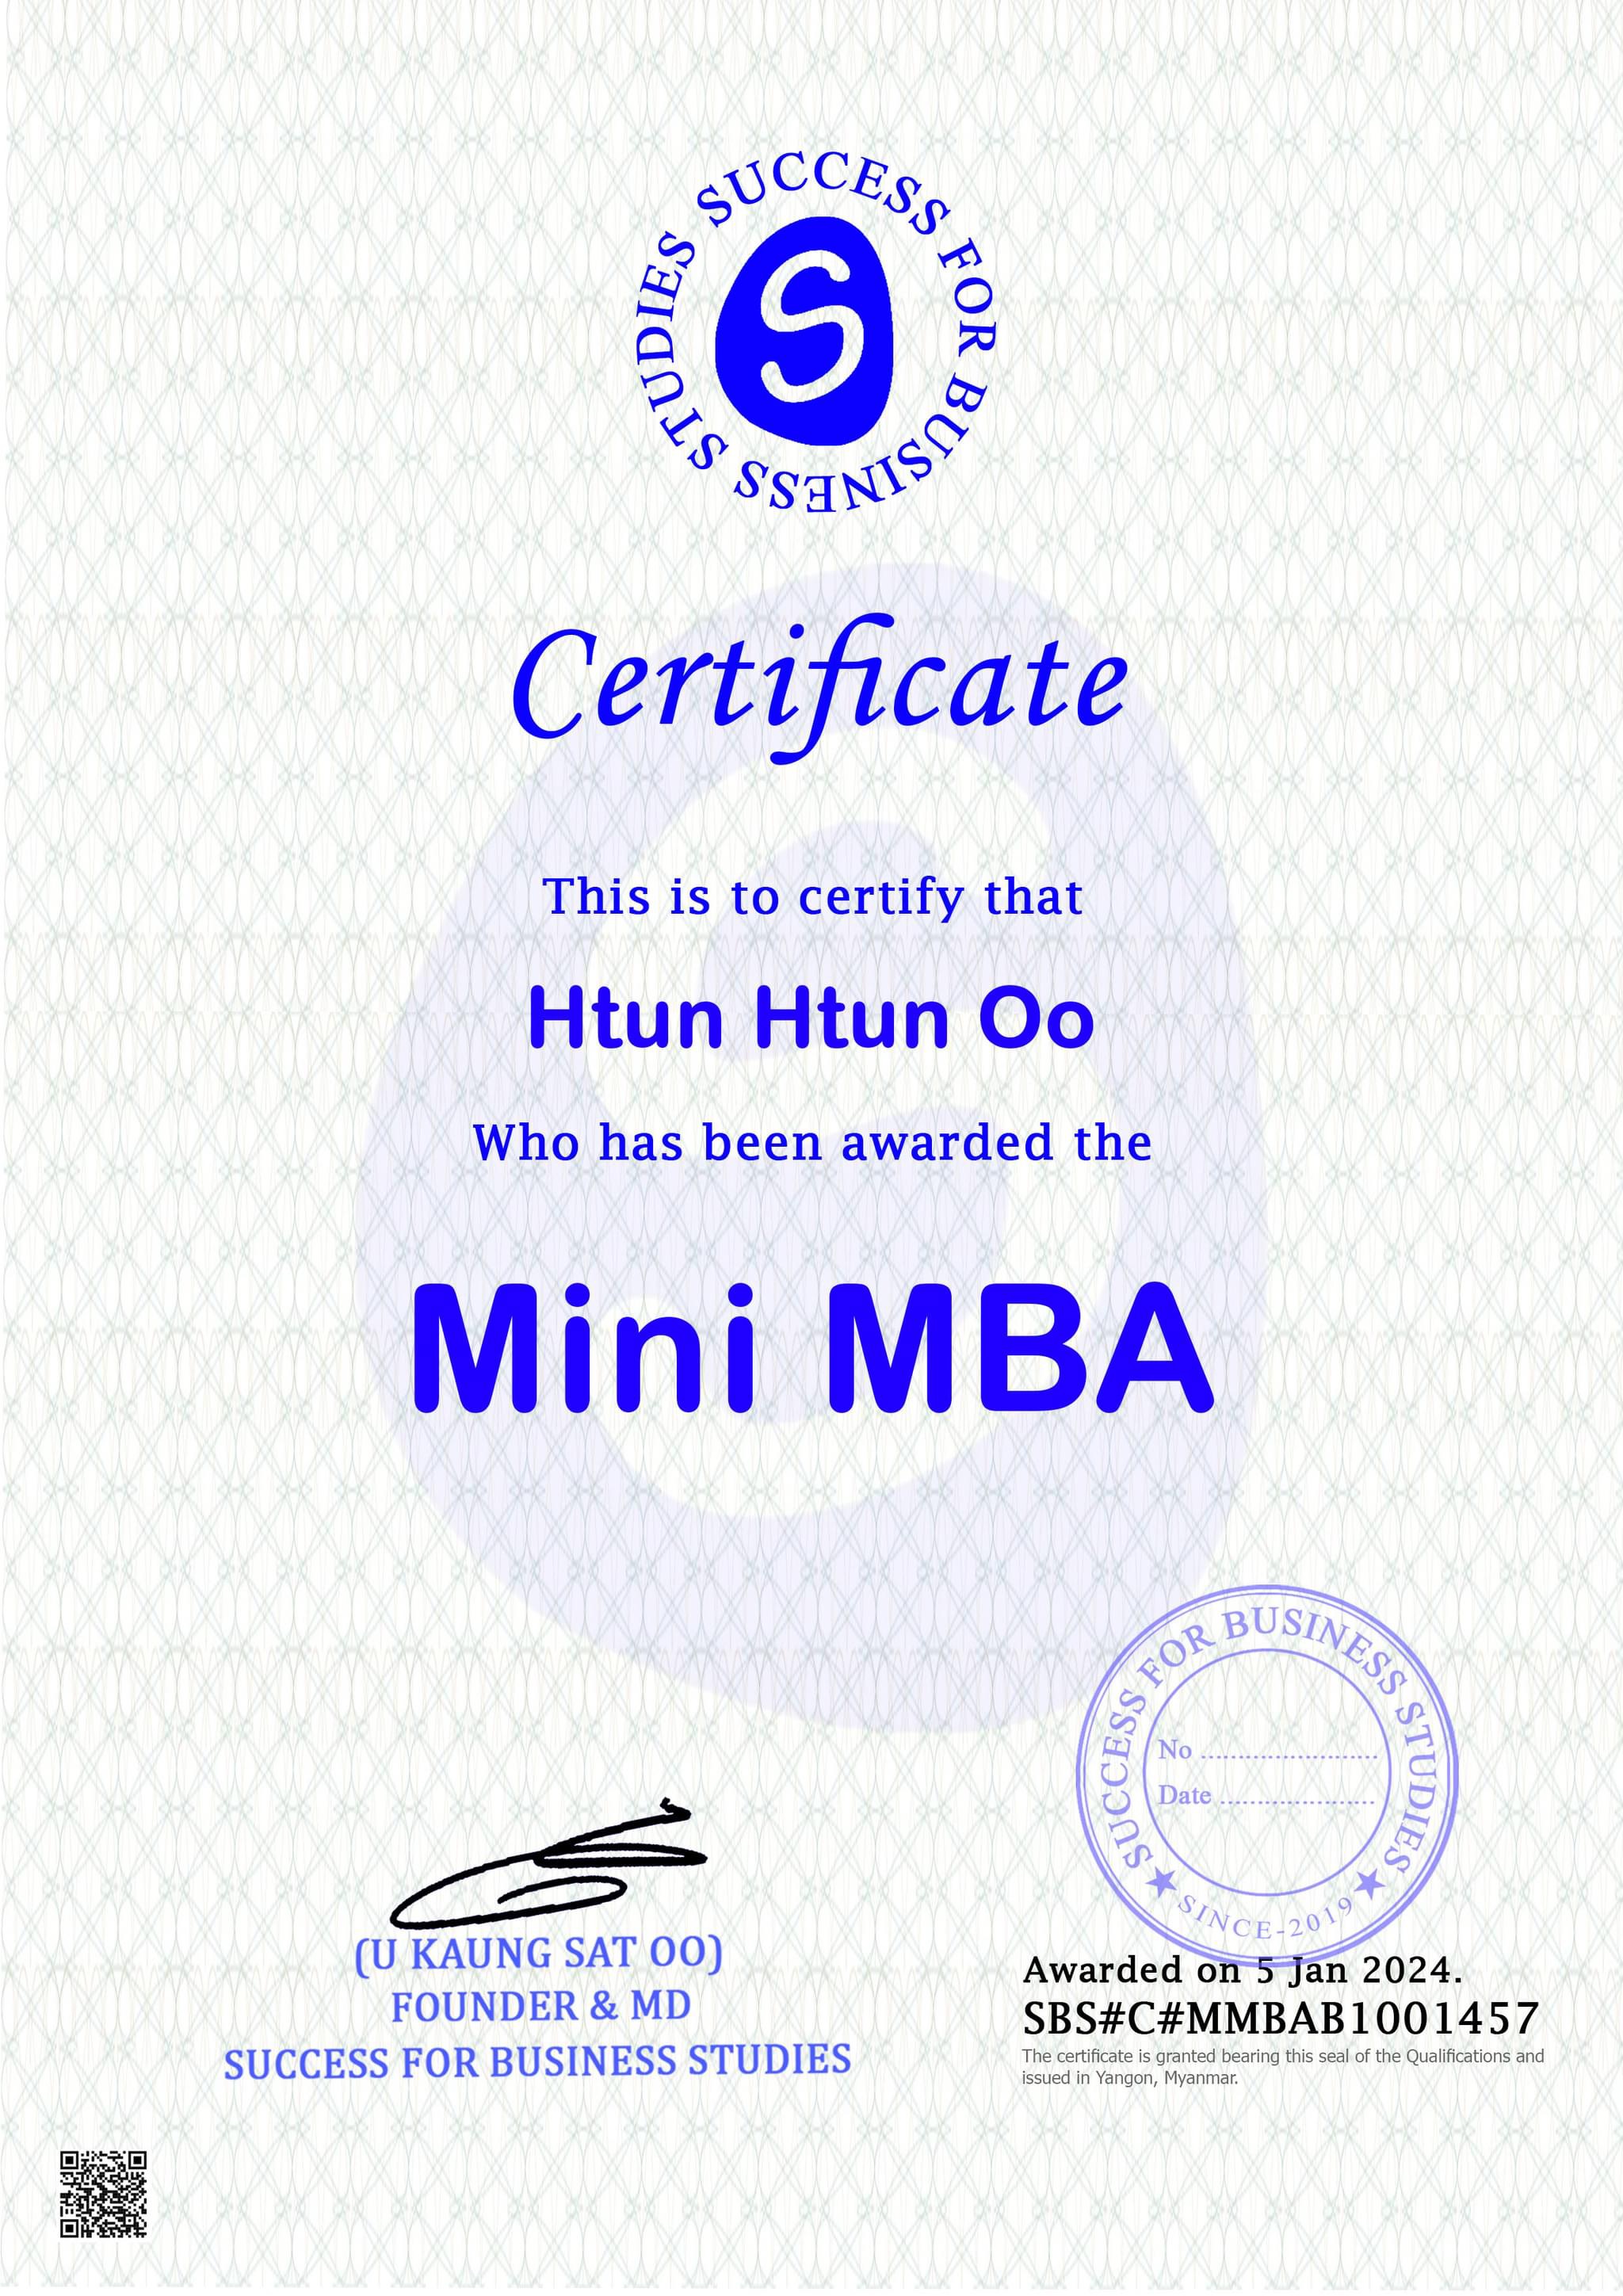 SUCCESS FOR BUSINESS STUDIES
S
Certificate
This is to certify that
Htun Htun Oo
Who has been awarded the
Mini MBA
SUCCESS FOR BUSINESS STUDIES
No ........................
Date .....................
★ SINCE-2019 ★
(U KAUNG SAT OO)
FOUNDER & MD
SUCCESS FOR BUSINESS STUDIES
Awarded on 5 Jan 2024.
SBS#C#MMBAB1001457
The certificate is granted bearing this seal of the Qualifications and
issued in Yangon, Myanmar.